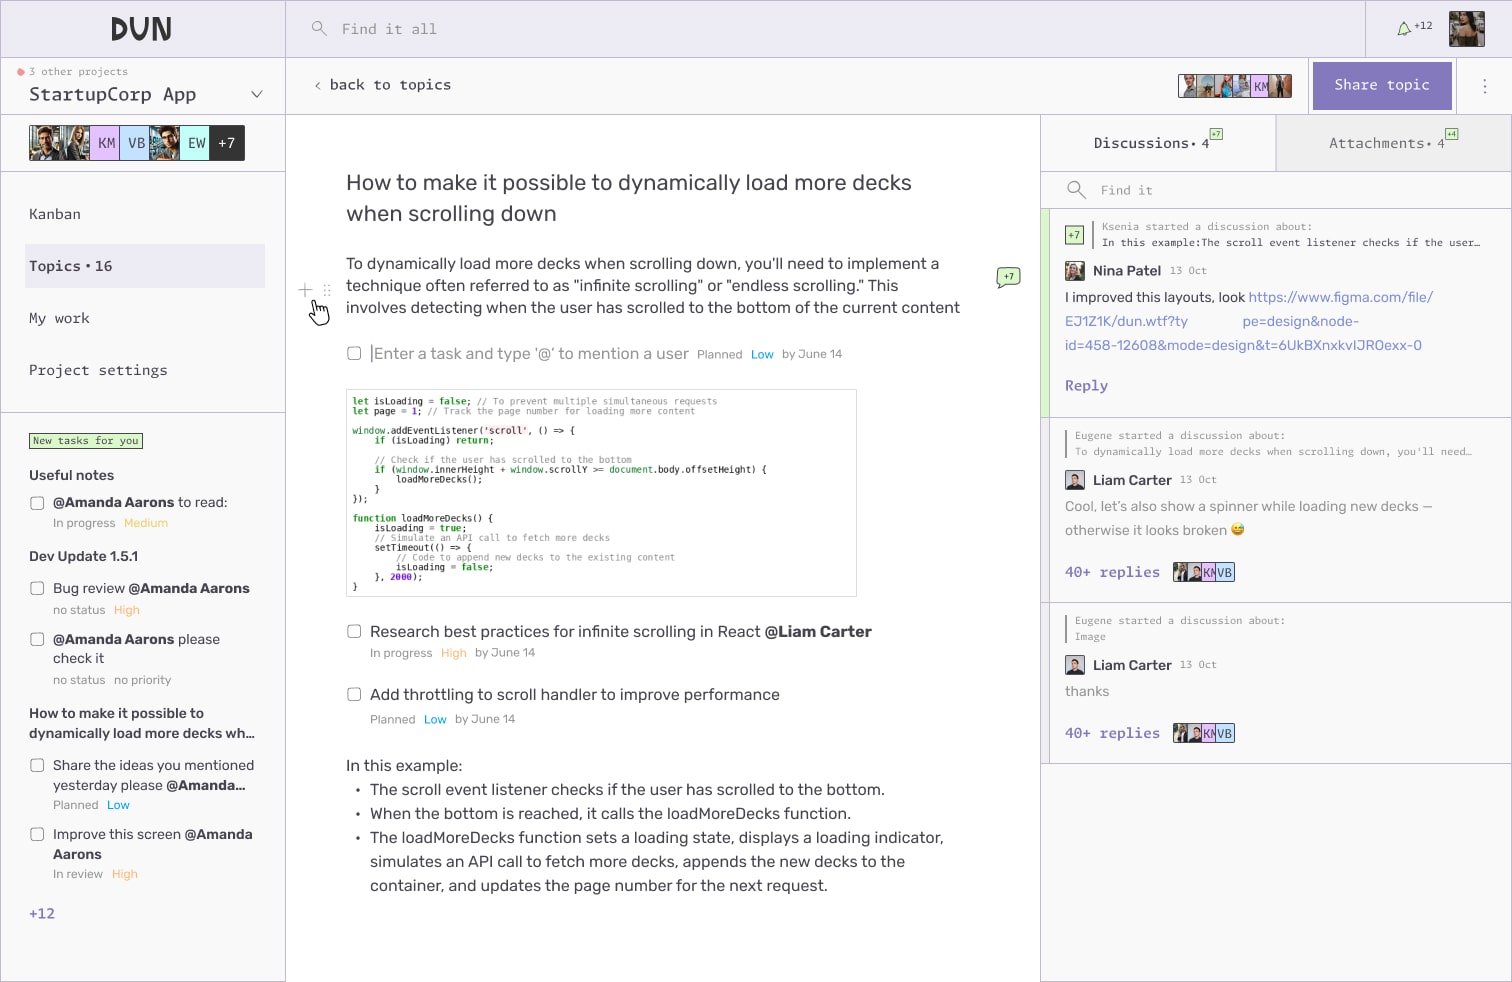 DUN
Find it all
+12
3 other projects
StartupCorp App
KM
VB
EW
+7
Kanban
Topics • 16
My work
Project settings
New tasks for you
Useful notes
@Amanda Aarons to read:
In progress Medium
Dev Update 1.5.1
Bug review @Amanda Aarons
no status High
@Amanda Aarons please
check it
no status no priority
How to make it possible to
dynamically load more decks wh...
Share the ideas you mentioned
yesterday please @Amanda...
Planned Low
Improve this screen @Amanda
Aarons
In review High
+12
back to topics
KM
Share topic
How to make it possible to dynamically load more decks
when scrolling down
To dynamically load more decks when scrolling down, you'll need to implement a
technique often referred to as "infinite scrolling" or "endless scrolling." This
involves detecting when the user has scrolled to the bottom of the current content
+7
Enter a task and type '@' to mention a user Planned Low by June 14
let isLoading = false; // To prevent multiple simultaneous requests
let page = 1; // Track the page number for loading more content
window.addEventListener('scroll', () => {
if (isLoading) return;
// Check if the user has scrolled to the bottom
if (window.innerHeight + window.scrollY >= document.body.offsetHeight) {
loadMoreDecks();
}
});
function loadMoreDecks() {
isLoading = true;
// Simulate an API call to fetch more decks
setTimeout(() => {
// Code to append new decks to the existing content
isLoading = false;
}, 2000);
}
Research best practices for infinite scrolling in React @Liam Carter
In progress High by June 14
Add throttling to scroll handler to improve performance
Planned Low by June 14
In this example:
• The scroll event listener checks if the user has scrolled to the bottom.
• When the bottom is reached, it calls the loadMoreDecks function.
• The loadMoreDecks function sets a loading state, displays a loading indicator,
simulates an API call to fetch more decks, appends the new decks to the
container, and updates the page number for the next request.
Discussions• 4 +7
Attachments• 4 +4
Find it
+7
Ksenia started a discussion about:
In this example:The scroll event listener checks if the user...
Nina Patel 13 Oct
I improved this layouts, look https://www.figma.com/file/
EJ1Z1K/dun.wtf?ty pe=design&node-
id=458-12608&mode=design&t=6UkBXnxkvIJROexx-0
Reply
Eugene started a discussion about:
To dynamically load more decks when scrolling down, you'll need...
Liam Carter 13 Oct
Cool, let's also show a spinner while loading new decks —
otherwise it looks broken 😅
40+ replies KM VB
Eugene started a discussion about:
Image
Liam Carter 13 Oct
thanks
40+ replies KM VB